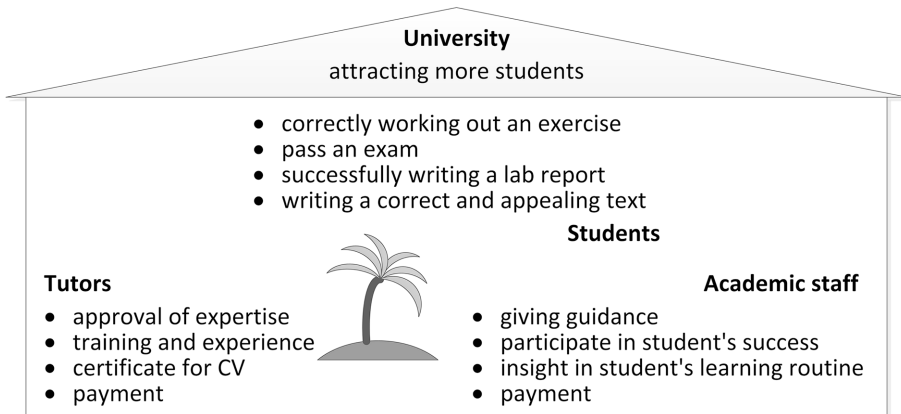 University
attracting more students
• correctly working out an exercise
• pass an exam
• successfully writing a lab report
• writing a correct and appealing text
Students
Tutors
• approval of expertise
• training and experience
• certificate for CV
• payment
Academic staff
• giving guidance
• participate in student's success
• insight in student's learning routine
• payment